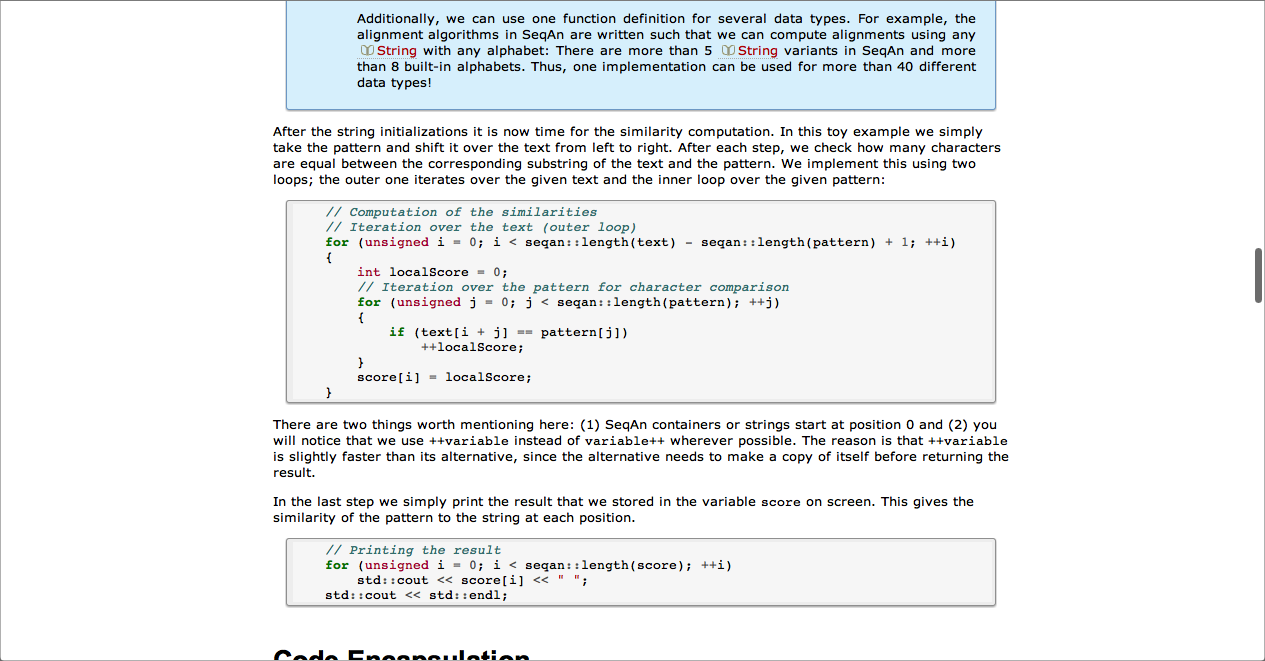 Additionally, we can use one function definition for several data types. For example, the
alignment algorithms in SeqAn are written such that we can compute alignments using any
String with any alphabet: There are more than 5 String variants in SeqAn and more
than 8 built-in alphabets. Thus, one implementation can be used for more than 40 different
data types!
After the string initializations it is now time for the similarity computation. In this toy example we simply
take the pattern and shift it over the text from left to right. After each step, we check how many characters
are equal between the corresponding substring of the text and the pattern. We implement this using two
loops; the outer one iterates over the given text and the inner loop over the given pattern:
// Computation of the similarities
// Iteration over the text (outer loop)
for (unsigned i = 0; i < seqan::length(text) - seqan::length(pattern) + 1; ++i)
{
    int localScore = 0;
    // Iteration over the pattern for character comparison
    for (unsigned j = 0; j < seqan::length(pattern); ++j)
    {
        if (text[i + j] == pattern[j])
            ++localScore;
    }
    score[i] = localScore;
}
There are two things worth mentioning here: (1) SeqAn containers or strings start at position 0 and (2) you
will notice that we use ++variable instead of variable++ wherever possible. The reason is that ++variable
is slightly faster than its alternative, since the alternative needs to make a copy of itself before returning the
result.
In the last step we simply print the result that we stored in the variable score on screen. This gives the
similarity of the pattern to the string at each position.
// Printing the result
for (unsigned i = 0; i < seqan::length(score); ++i)
    std::cout << score[i] << " ";
std::cout << std::endl;
Code Encapsulation